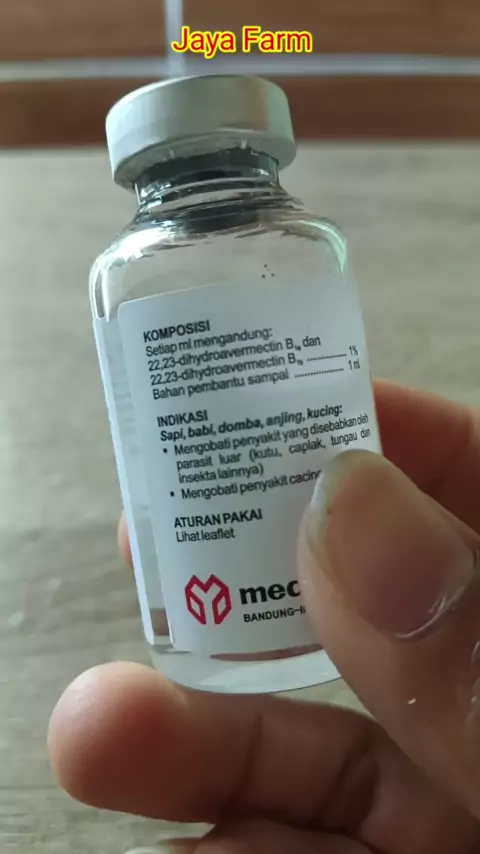 Jaya Farm
KOMPOSISI
Setiap ml mengandung:
22,23-dihydroavermectin B₁ₐ dan
22,23-dihydroavermectin B₁ᵦ ............... 1%
Bahan pembantu sampai ............... 1 ml
INDIKASI
Sapi, babi, domba, anjing, kucing:
• Mengobati penyakit yang disebabkan oleh
parasit luar (kutu, caplak, tungau dan
insekta lainnya)
• Mengobati penyakit cacing
ATURAN PAKAI
Lihat leaflet
BANDUNG-